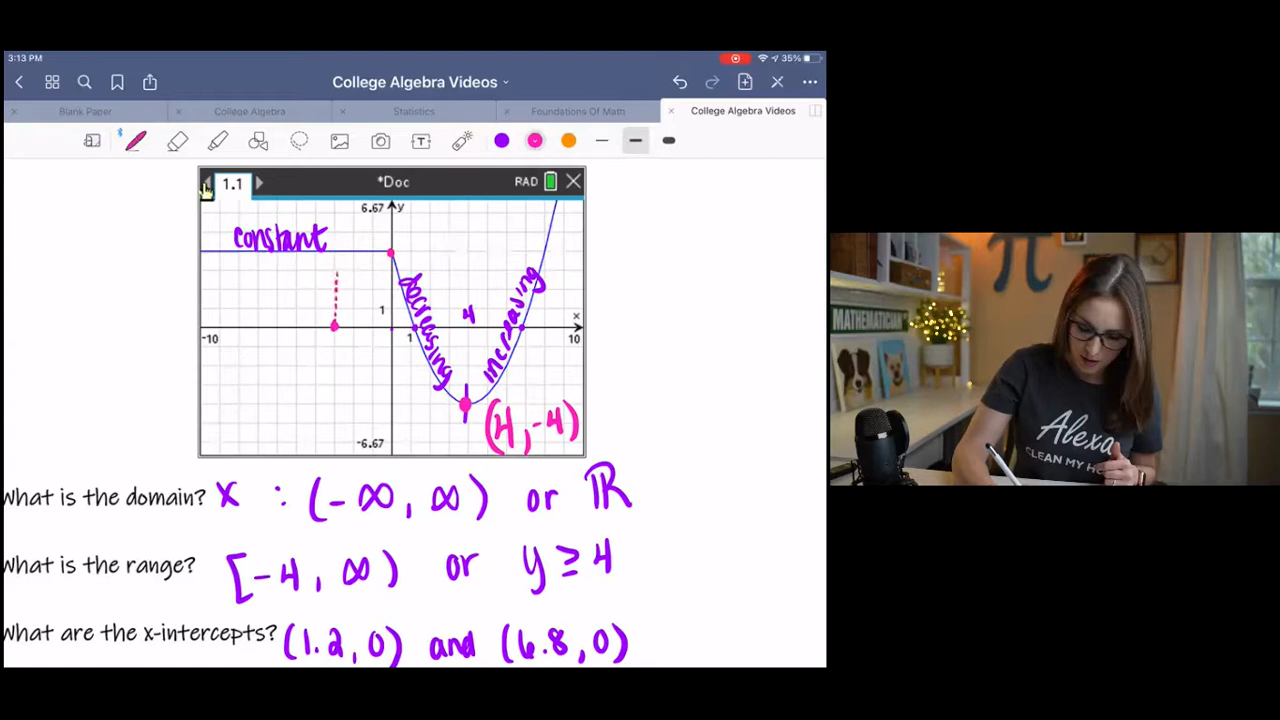 3:13 PM
35%
College Algebra Videos
Blank Paper
College Algebra
Statistics
Foundations Of Math
College Algebra Videos
T
1.1
*Doc
RAD
6.67
y
constant
decreasing
increasing
4
1
x
-10
1
10
-6.67
(4,-4)
What is the domain? x : (-∞, ∞) or ℝ
What is the range? [-4, ∞) or y ≥ 4
What are the x-intercepts? (1.2, 0) and (6.8, 0)
MATHEMATICIAN
Alexa
CLEAN MY HO